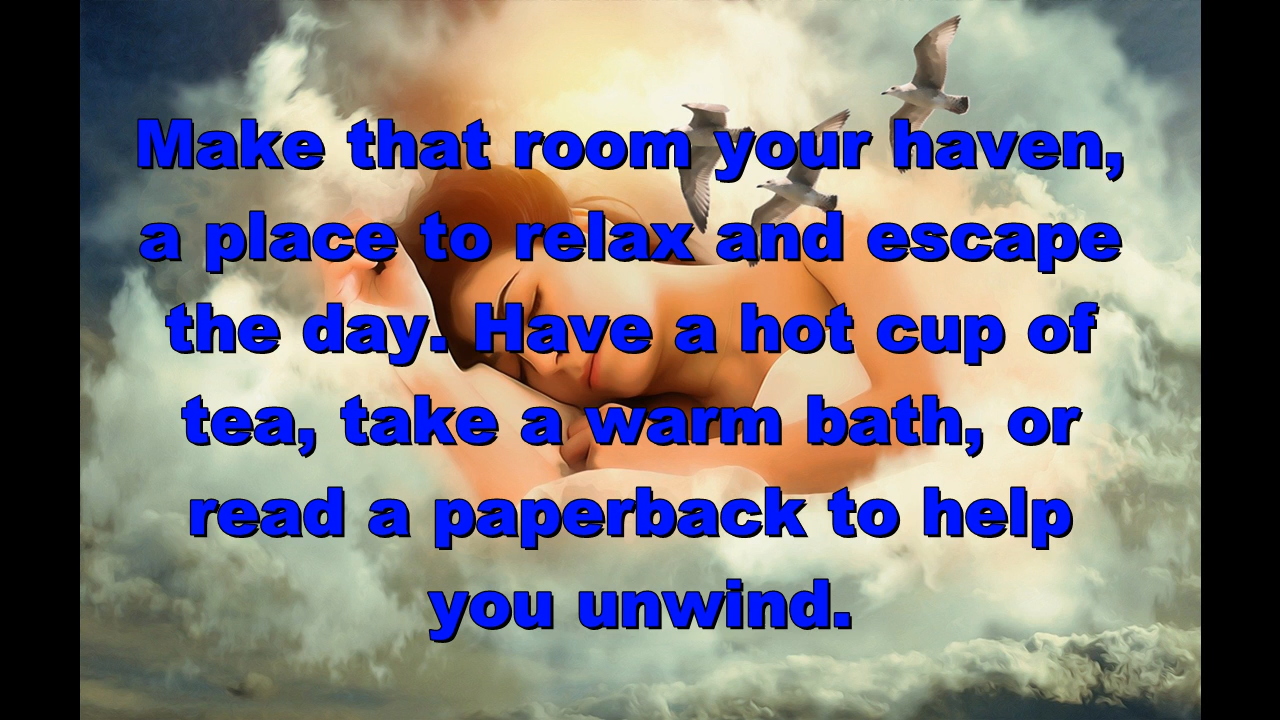 Make that room your haven,
a place to relax and escape
the day. Have a hot cup of
tea, take a warm bath, or
read a paperback to help
you unwind.